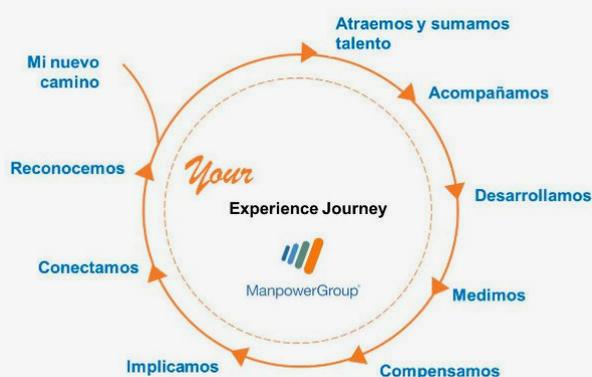 Atraemos y sumamos
talento
Mi nuevo
camino
Acompañamos
Reconocemos
Your
Desarrollamos
Experience Journey
Conectamos
ManpowerGroup®
Medimos
Implicamos
Compensamos